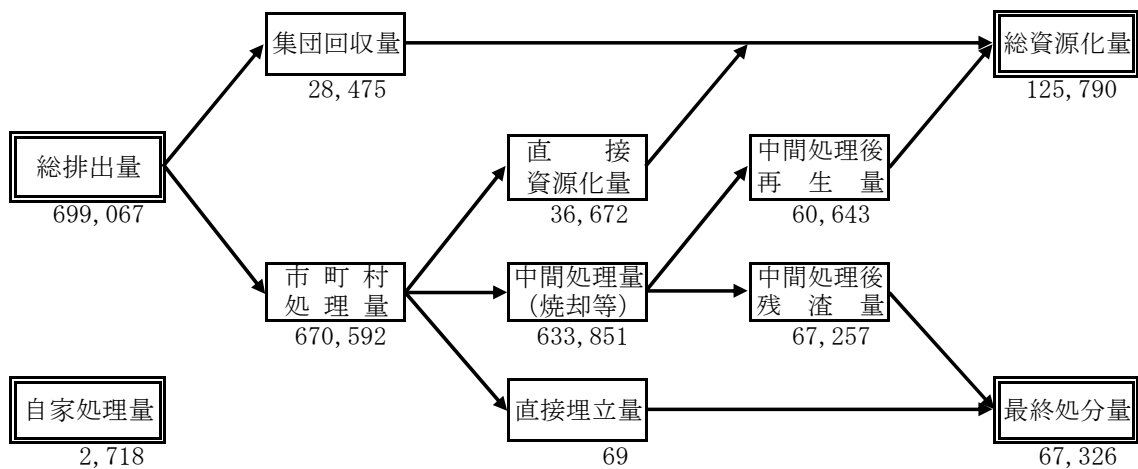 集団回収量
28,475
総資源化量
125,790
総排出量
699,067
直接
資源化量
36,672
中間処理後
再生量
60,643
市町村
処理量
670,592
中間処理量
(焼却等)
633,851
中間処理後
残渣量
67,257
自家処理量
2,718
直接埋立量
69
最終処分量
67,326